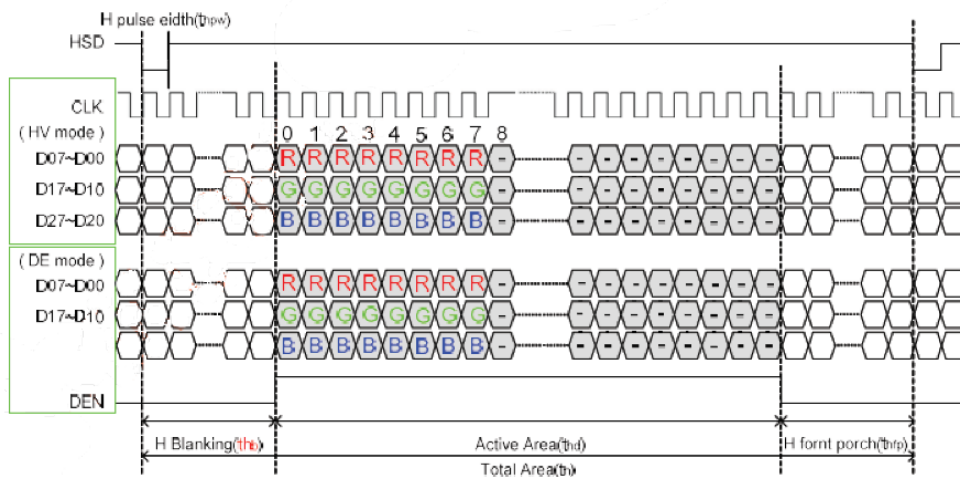 H pulse eidth(thpw)
HSD
CLK
( HV mode )
0 1 2 3 4 5 6 7 8
D07~D00 R R R R R R R R - - - - - - - - -
D17~D10 G G G G G G G G - - - - - - - - -
D27~D20 B B B B B B B B - - - - - - - - -
( DE mode )
D07~D00 R R R R R R R R - - - - - - - - -
D17~D10 G G G G G G G G - - - - - - - - -
B B B B B B B B - - - - - - - - -
DEN
H Blanking(thb) Active Area(thd) H fornt porch(thfp)
Total Area(th)